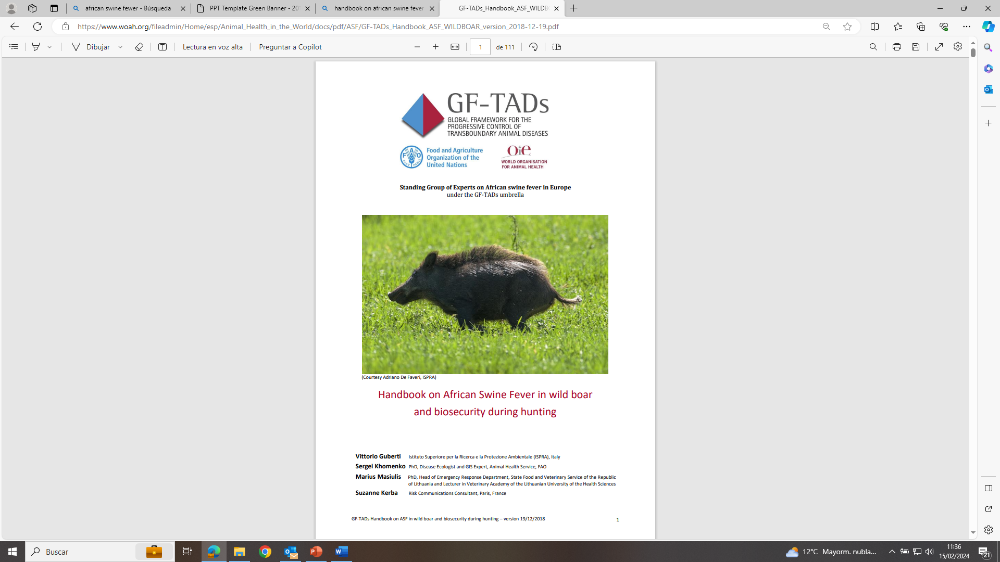 african swine fewer - Búsqueda
PPT Template Green Banner - 20
handbook on african swine fever
GF-TADs_Handbook_ASF_WILDBO
https://www.woah.org/fileadmin/Home/esp/Animal_Health_in_the_World/docs/pdf/ASF/GF-TADs_Handbook_ASF_WILDBOAR_version_2018-12-19.pdf
Dibujar
Lectura en voz alta
Preguntar a Copilot
1
de 111
GF-TADs
GLOBAL FRAMEWORK FOR THE
PROGRESSIVE CONTROL OF
TRANSBOUNDARY ANIMAL DISEASES
FAO
FIAT PANIS
Food and Agriculture
Organization of the
United Nations
Oie
WORLD ORGANISATION
FOR ANIMAL HEALTH
Standing Group of Experts on African swine fever in Europe
under the GF-TADs umbrella
(Courtesy Adriano De Faveri, ISPRA)
Handbook on African Swine Fever in wild boar
and biosecurity during hunting
Vittorio Guberti Istituto Superiore per la Ricerca e la Protezione Ambientale (ISPRA), Italy
Sergei Khomenko PhD, Disease Ecologist and GIS Expert, Animal Health Service, FAO
Marius Masiulis PhD, Head of Emergency Response Department, State Food and Veterinary Service of the Republic
of Lithuania and Lecturer in Veterinary Academy of the Lithuanian University of the Health Sciences
Suzanne Kerba Risk Communications Consultant, Paris, France
GF-TADs Handbook on ASF in wild boar and biosecurity during hunting – version 19/12/2018
1
Buscar
12°C Mayorm. nubla...
11:36
15/02/2024
21